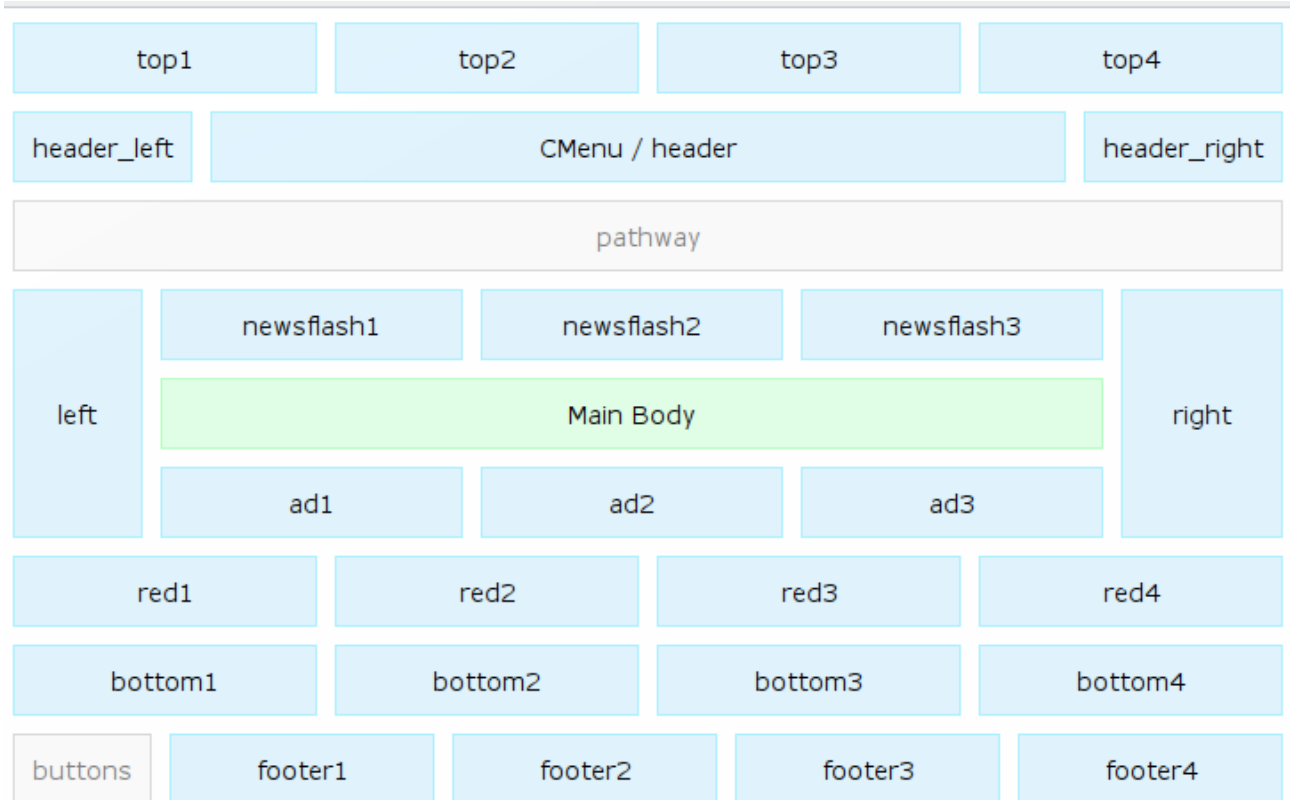 top1 top2 top3 top4
header_left CMenu / header header_right
pathway
newsflash1 newsflash2 newsflash3
left Main Body right
ad1 ad2 ad3
red1 red2 red3 red4
bottom1 bottom2 bottom3 bottom4
buttons footer1 footer2 footer3 footer4